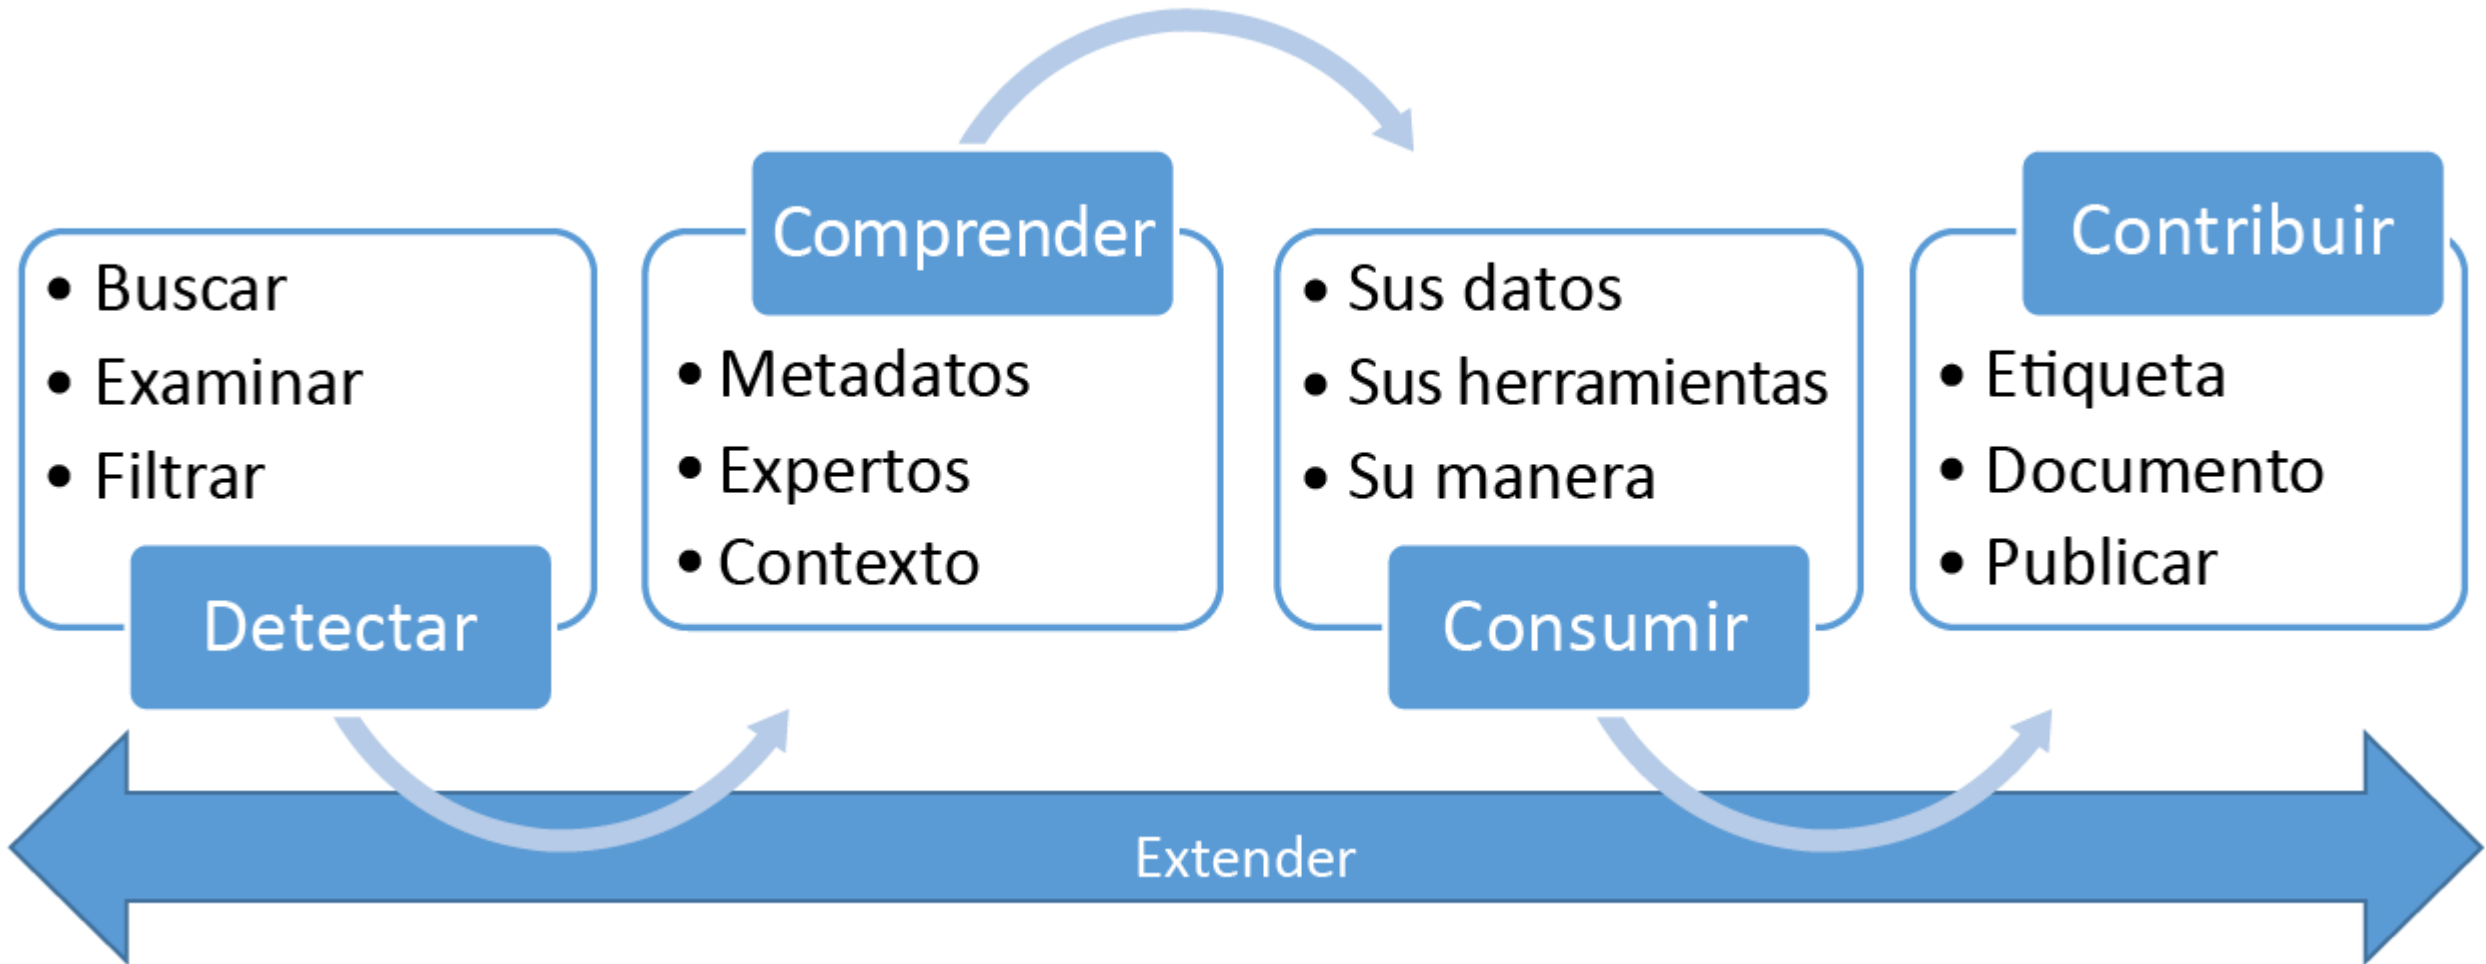 • Buscar
• Examinar
• Filtrar
Detectar
Comprender
• Metadatos
• Expertos
• Contexto
• Sus datos
• Sus herramientas
• Su manera
Consumir
Contribuir
• Etiqueta
• Documento
• Publicar
Extender